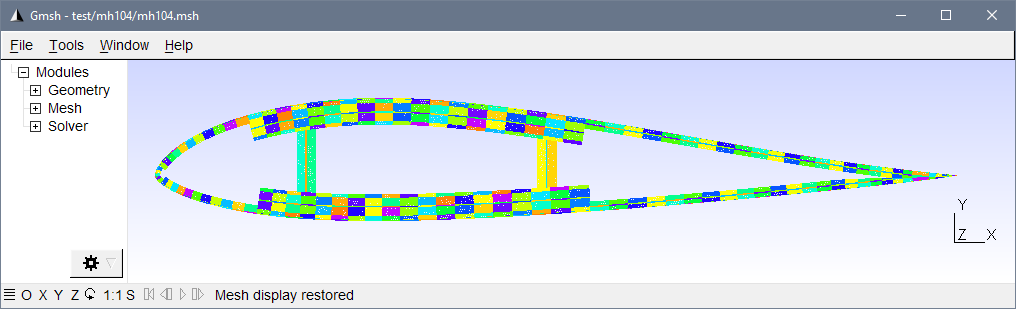 Gmsh - test/mh104/mh104.msh
File Tools Window Help
Modules
Geometry
Mesh
Solver
Y
Z X
O X Y Z 1:1 S Mesh display restored